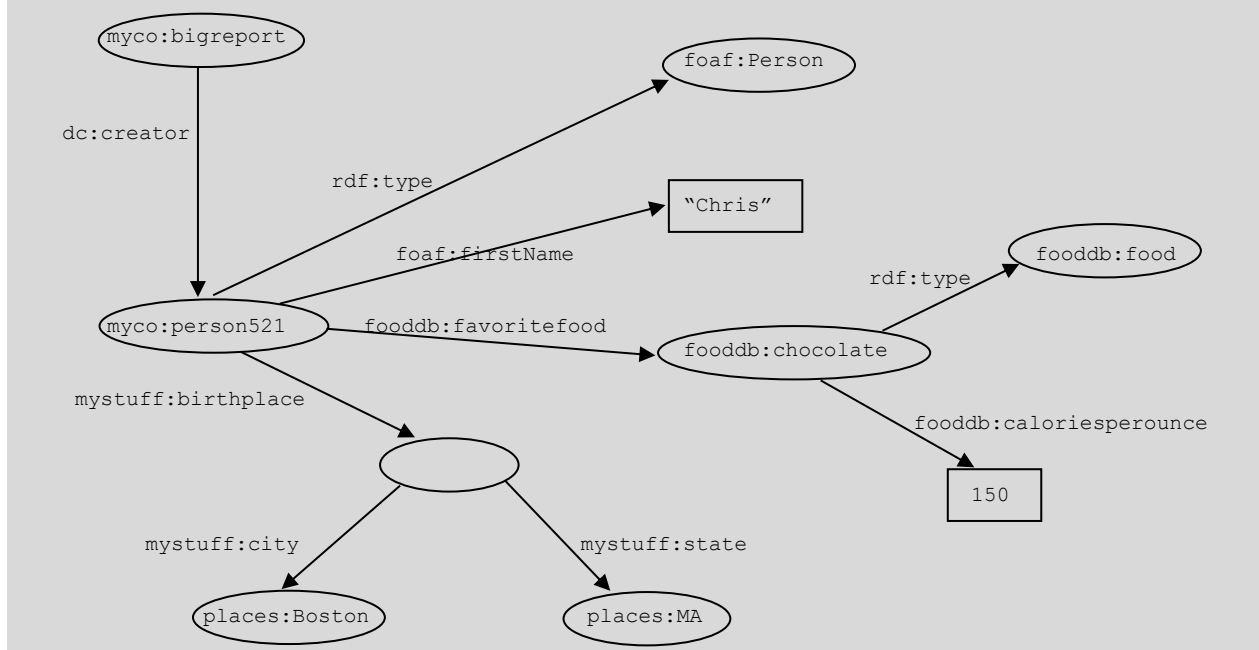 myco:bigreport
foaf:Person
dc:creator
rdf:type
“Chris”
foaf:firstName
fooddb:food
rdf:type
myco:person521
fooddb:favoritefood
fooddb:chocolate
mystuff:birthplace
fooddb:caloriesperounce
150
mystuff:city
mystuff:state
places:Boston
places:MA